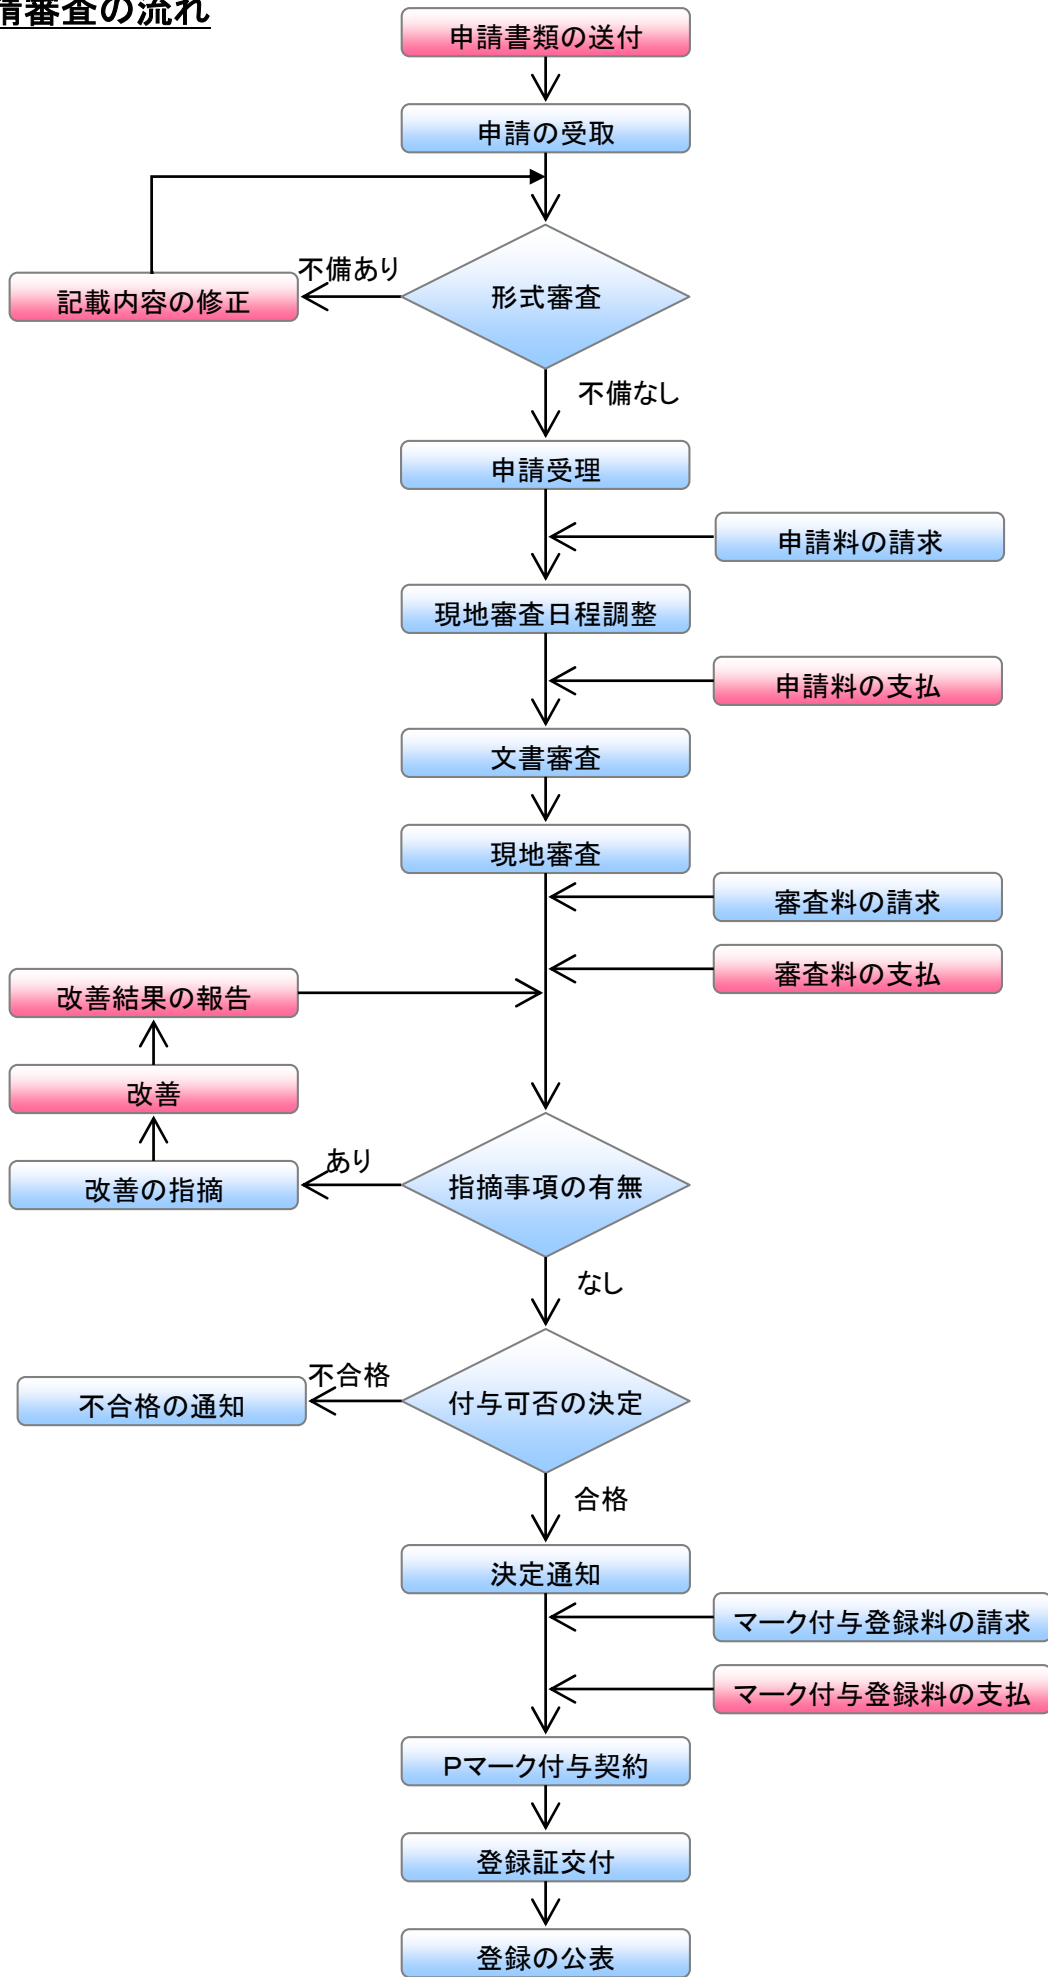 審査の流れ
申請書類の送付
申請の受取
不備あり
形式審査
記載内容の修正
不備なし
申請受理
申請料の請求
現地審査日程調整
申請料の支払
文書審査
現地審査
審査料の請求
審査料の支払
改善結果の報告
改善
あり
指摘事項の有無
改善の指摘
なし
不合格
付与可否の決定
不合格の通知
合格
決定通知
マーク付与登録料の請求
マーク付与登録料の支払
Pマーク付与契約
登録証交付
登録の公表